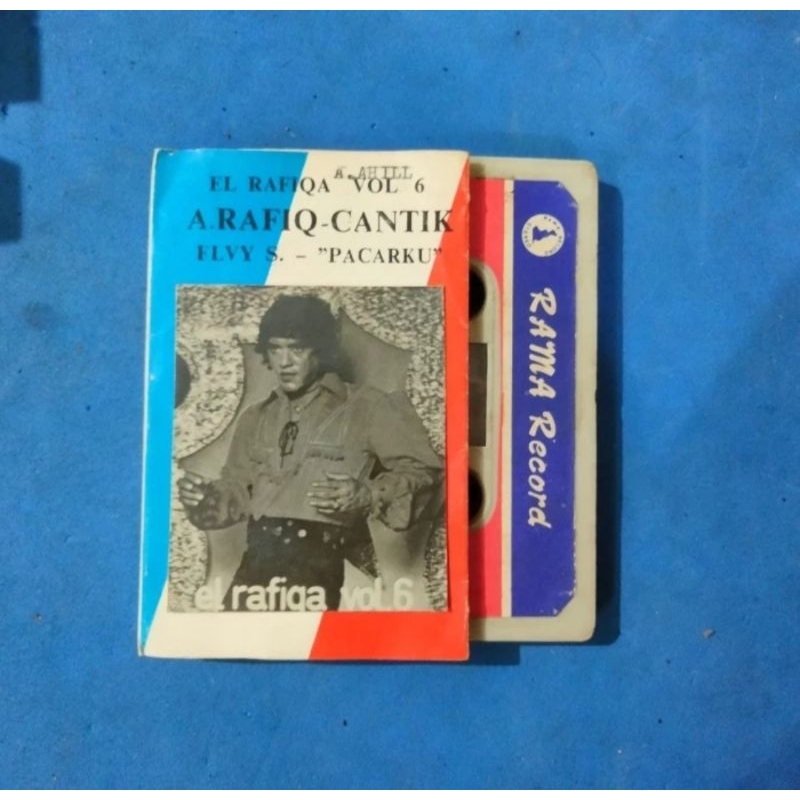 A. AHILL
EL RAFIQA VOL 6
A.RAFIQ-CANTIK
ELVY S. – "PACARKU"
el rafiqa vol.6
RAMA Record